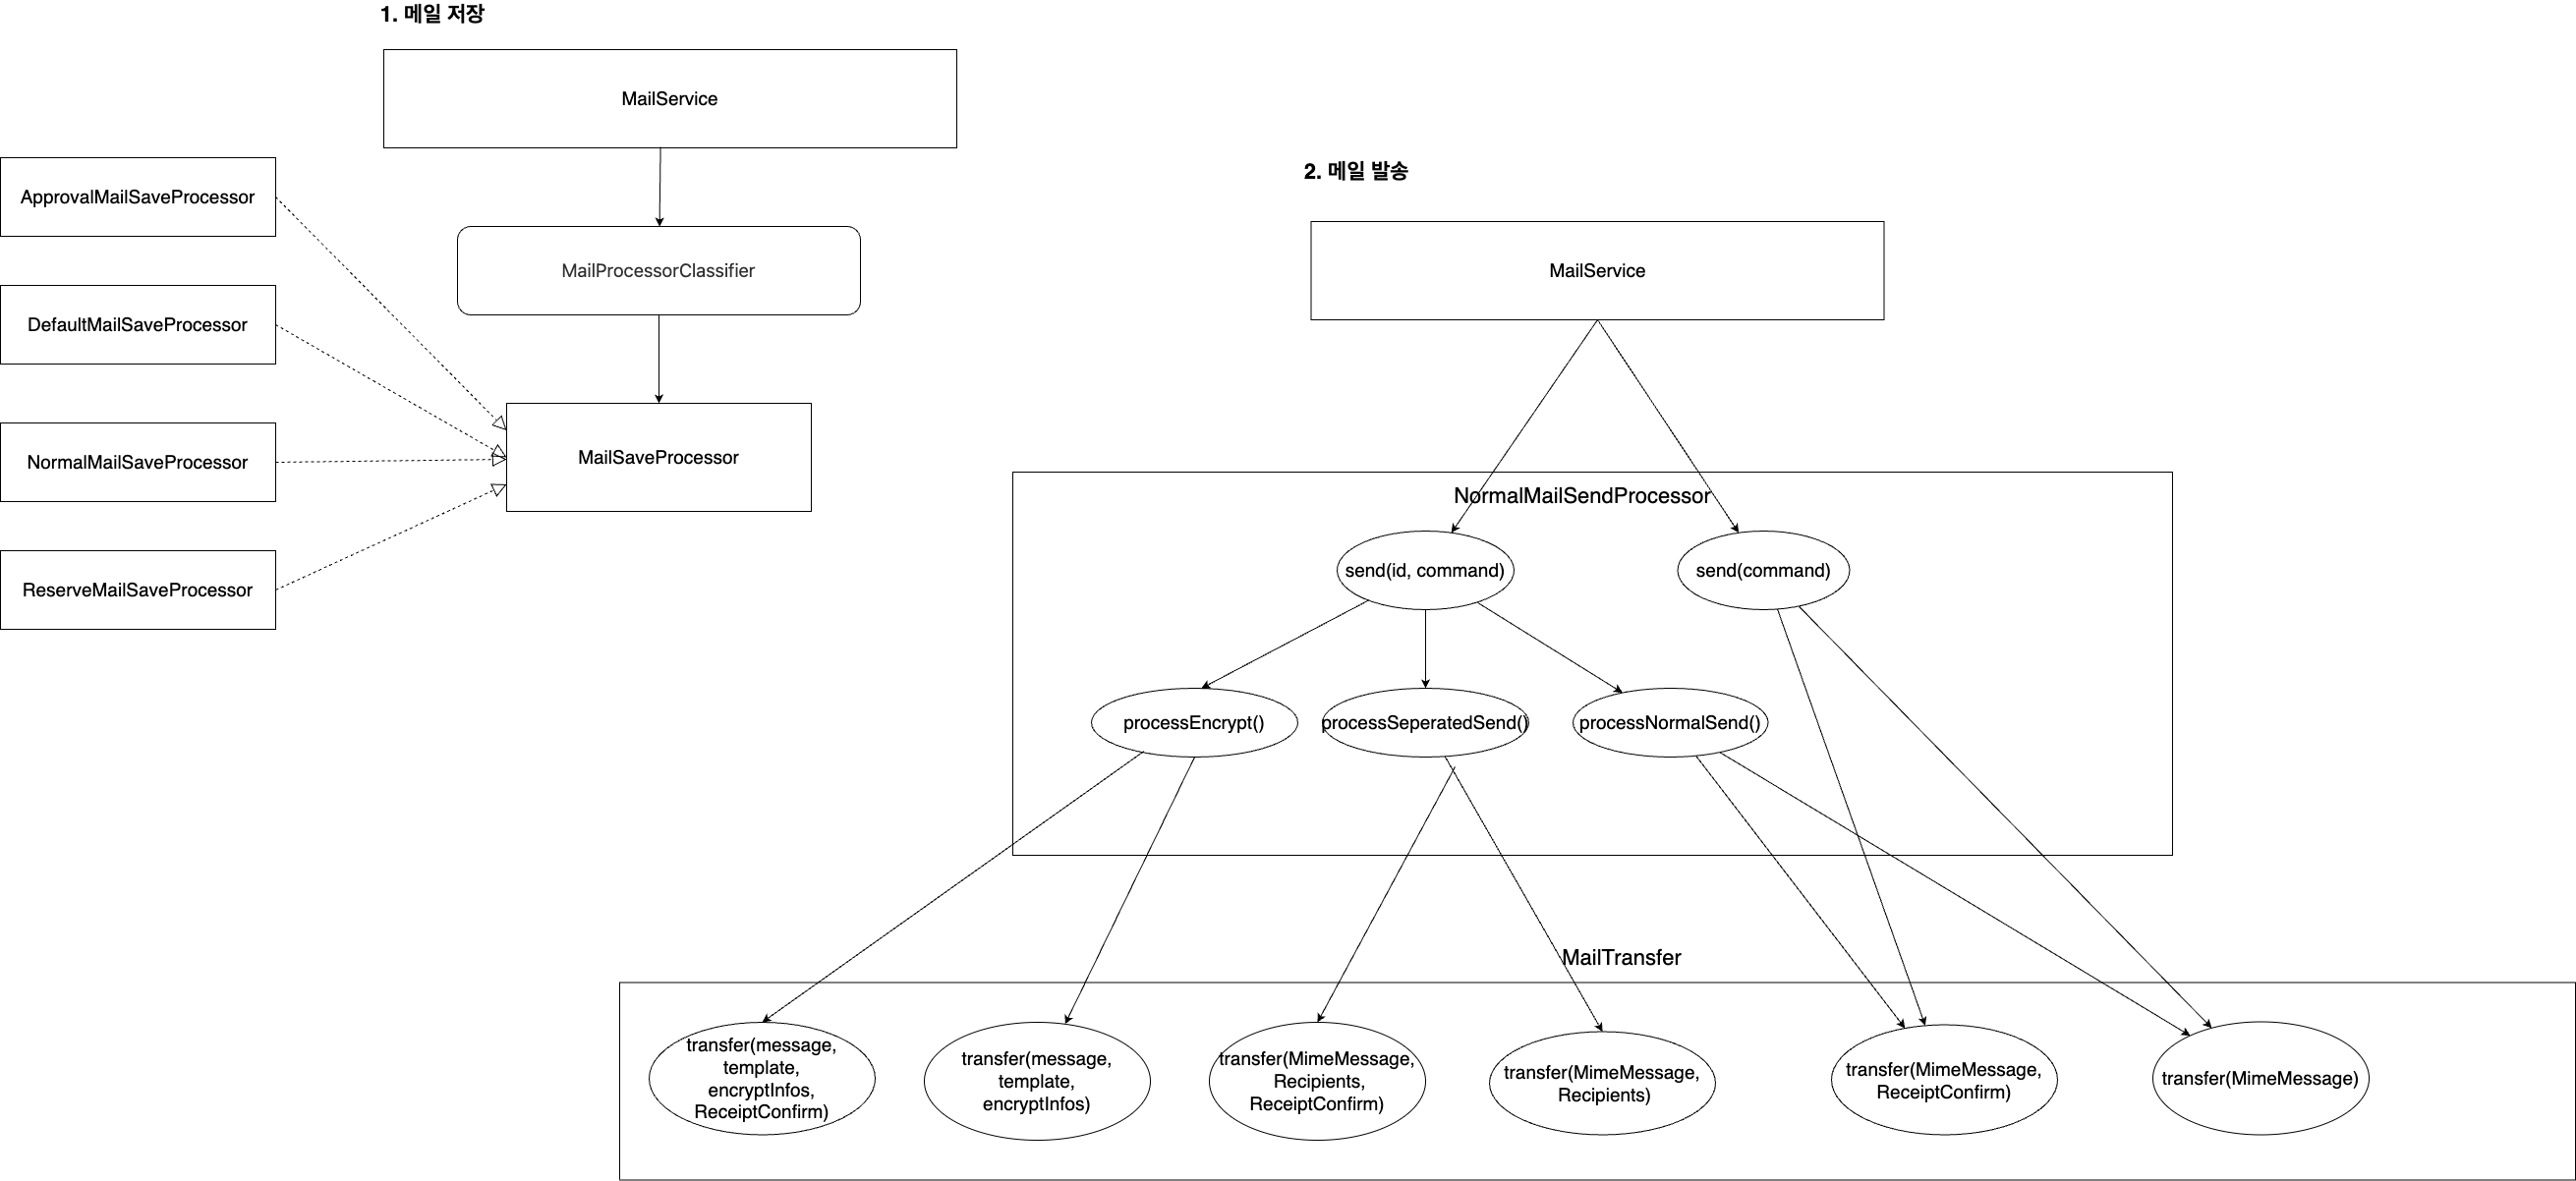 1. 메일 저장
MailService
MailProcessorClassifier
ApprovalMailSaveProcessor
DefaultMailSaveProcessor
NormalMailSaveProcessor
ReserveMailSaveProcessor
MailSaveProcessor
2. 메일 발송
MailService
NormalMailSendProcessor
send(id, command)
send(command)
processEncrypt()
processSeperatedSend()
processNormalSend()
MailTransfer
transfer(message,
template,
encryptInfos,
ReceiptConfirm)
transfer(message,
template,
encryptInfos)
transfer(MimeMessage,
Recipients,
ReceiptConfirm)
transfer(MimeMessage,
Recipients)
transfer(MimeMessage,
ReceiptConfirm)
transfer(MimeMessage)